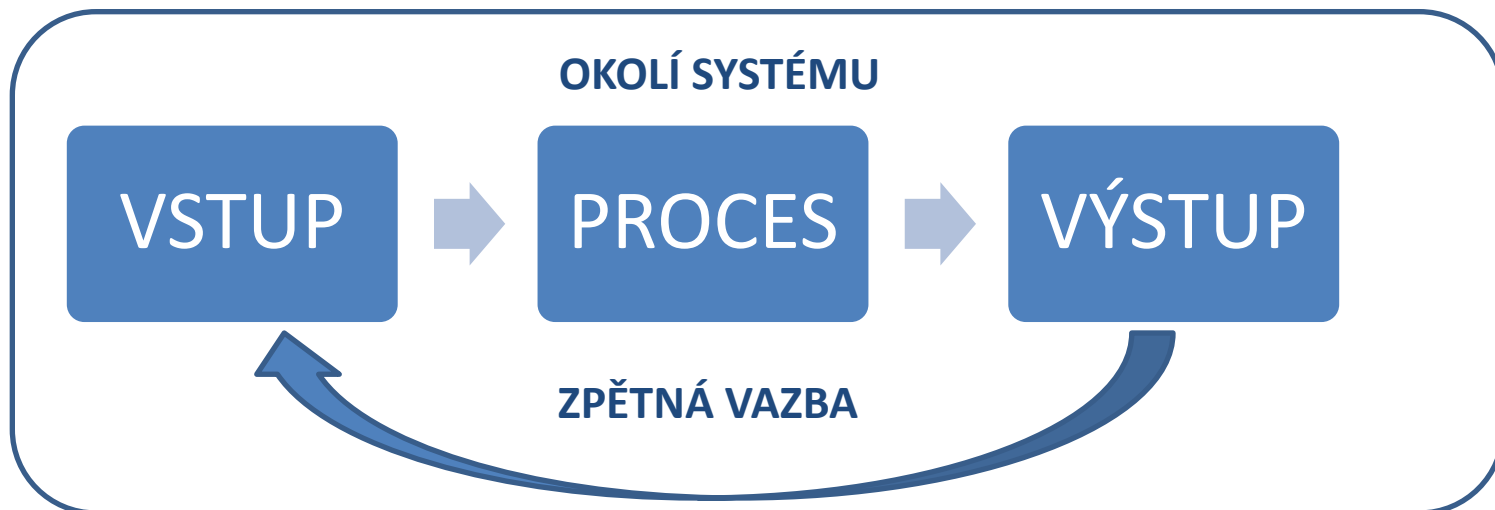 OKOLÍ SYSTÉMU
VSTUP
PROCES
VÝSTUP
ZPĚTNÁ VAZBA